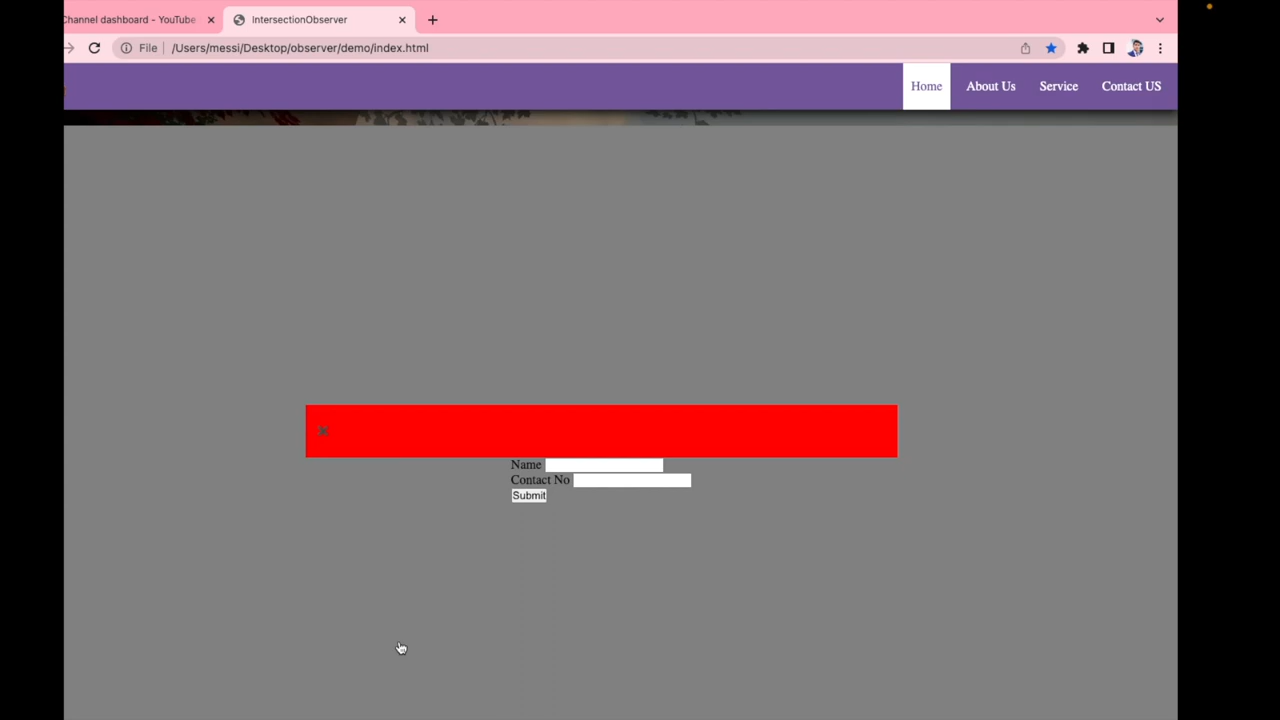 Channel dashboard - YouTube
IntersectionObserver
File
/Users/messi/Desktop/observer/demo/index.html
Home
About Us
Service
Contact US
Name
Contact No
Submit